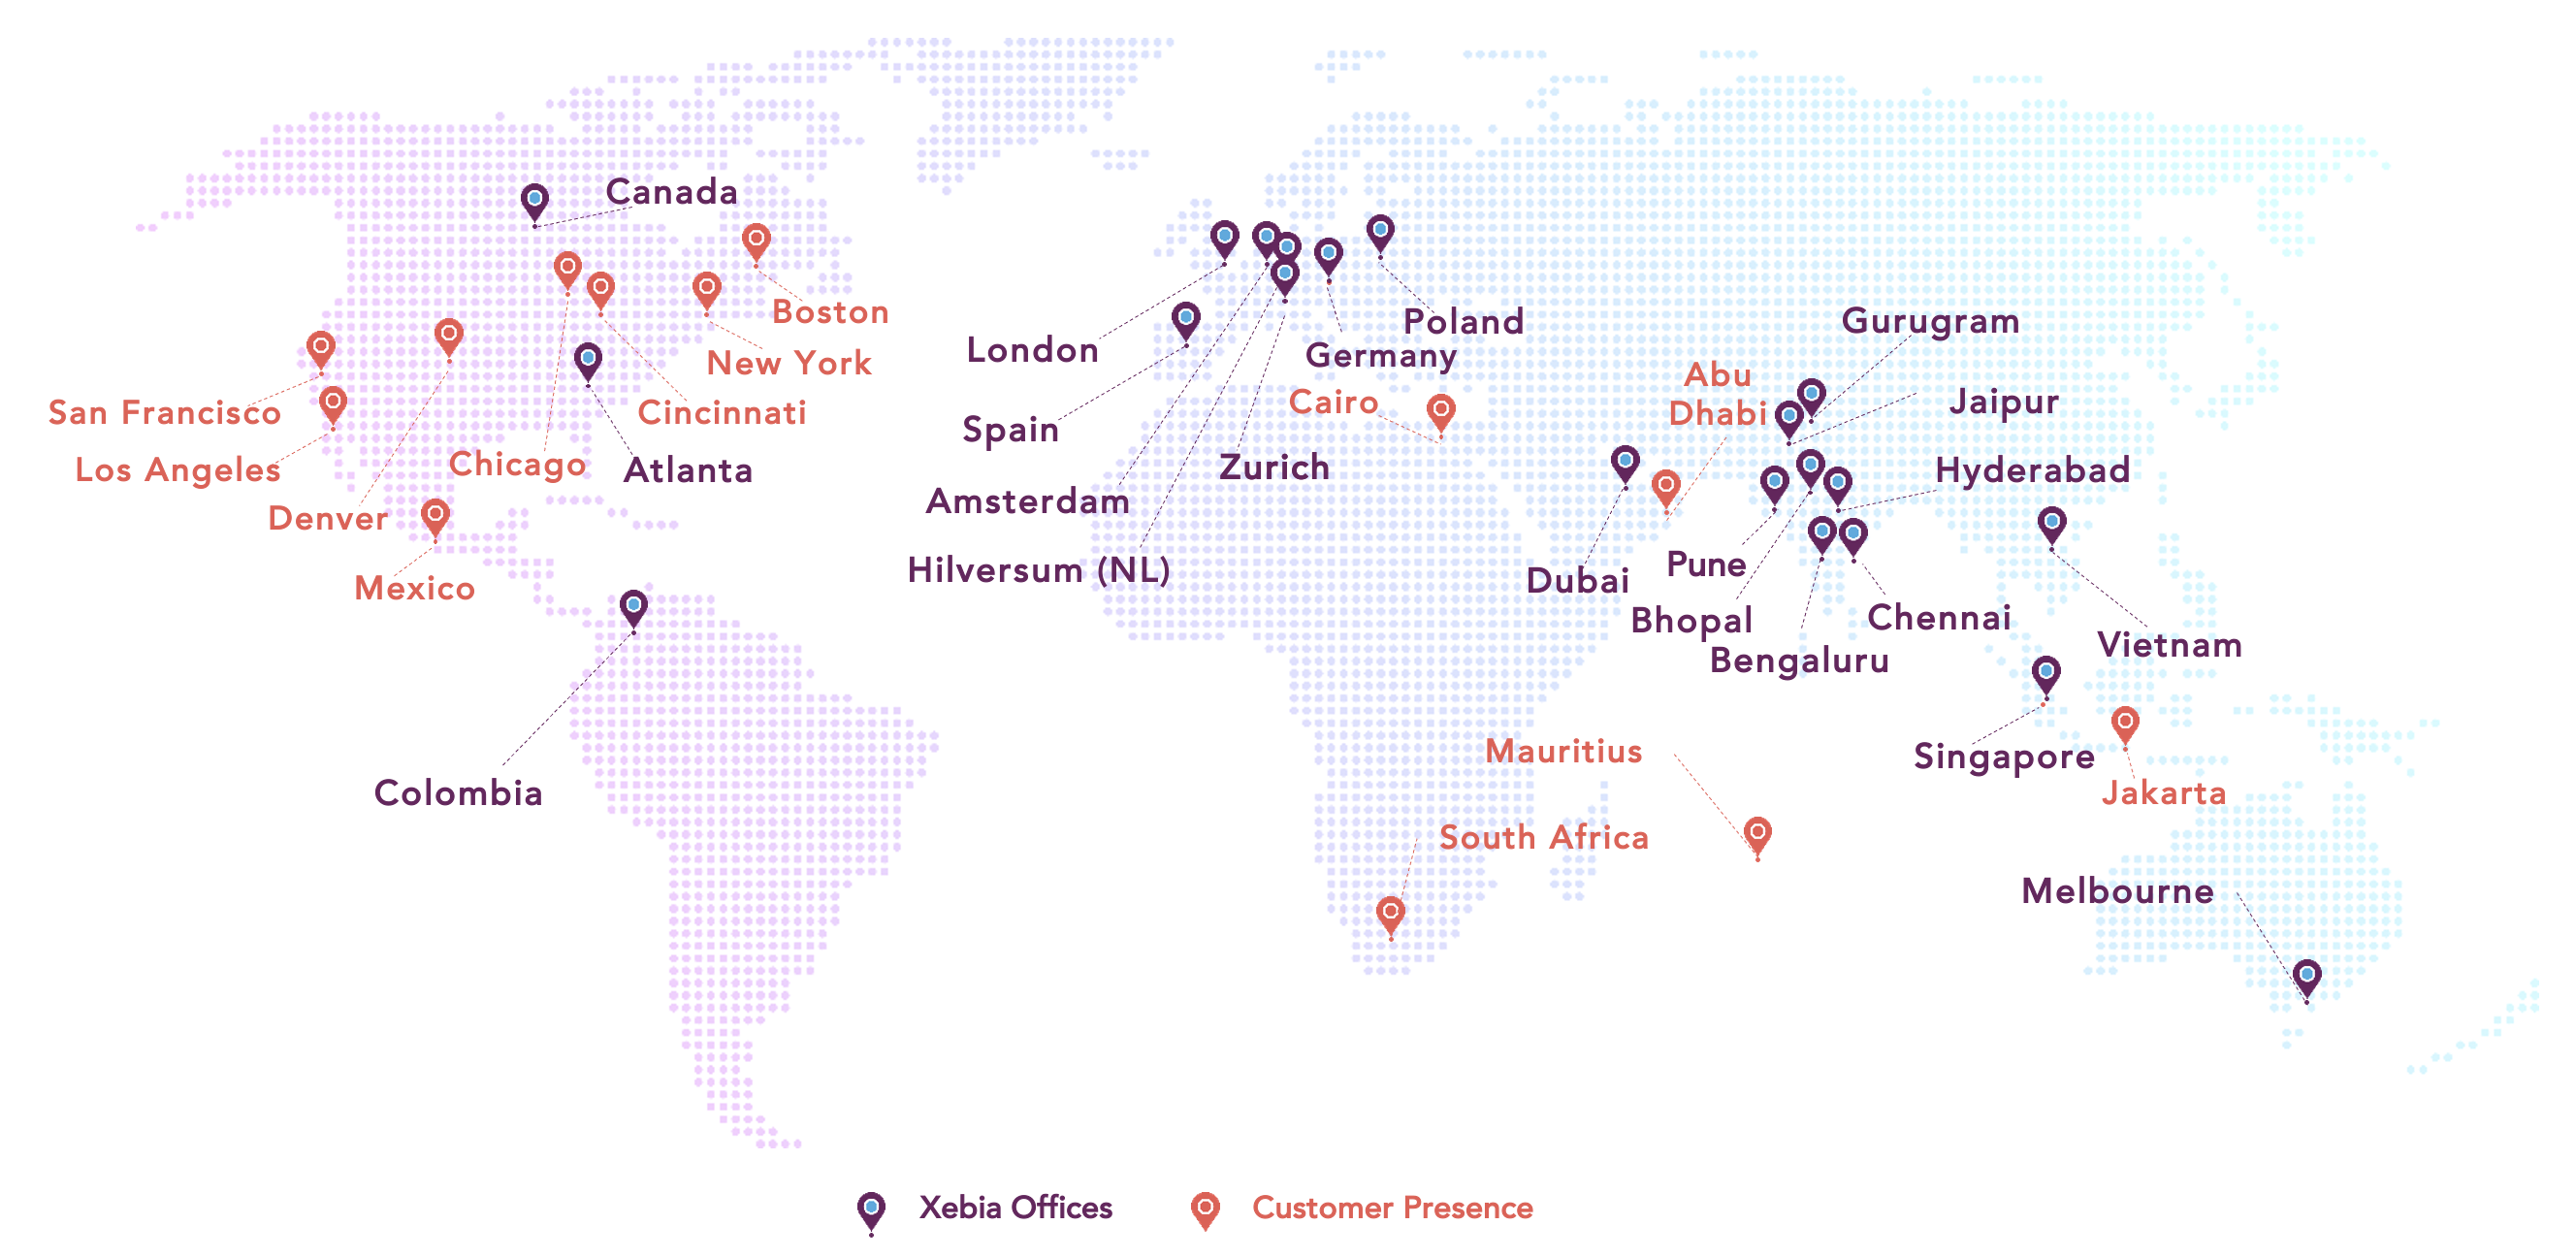 Canada
Boston
New York
San Francisco
Cincinnati
Los Angeles
Chicago
Atlanta
Denver
Mexico
Colombia
London
Poland
Germany
Spain
Cairo
Zurich
Amsterdam
Hilversum (NL)
Gurugram
Abu
Dhabi
Jaipur
Hyderabad
Dubai
Pune
Bhopal
Chennai
Bengaluru
Vietnam
Singapore
Jakarta
Mauritius
South Africa
Melbourne
Xebia Offices
Customer Presence